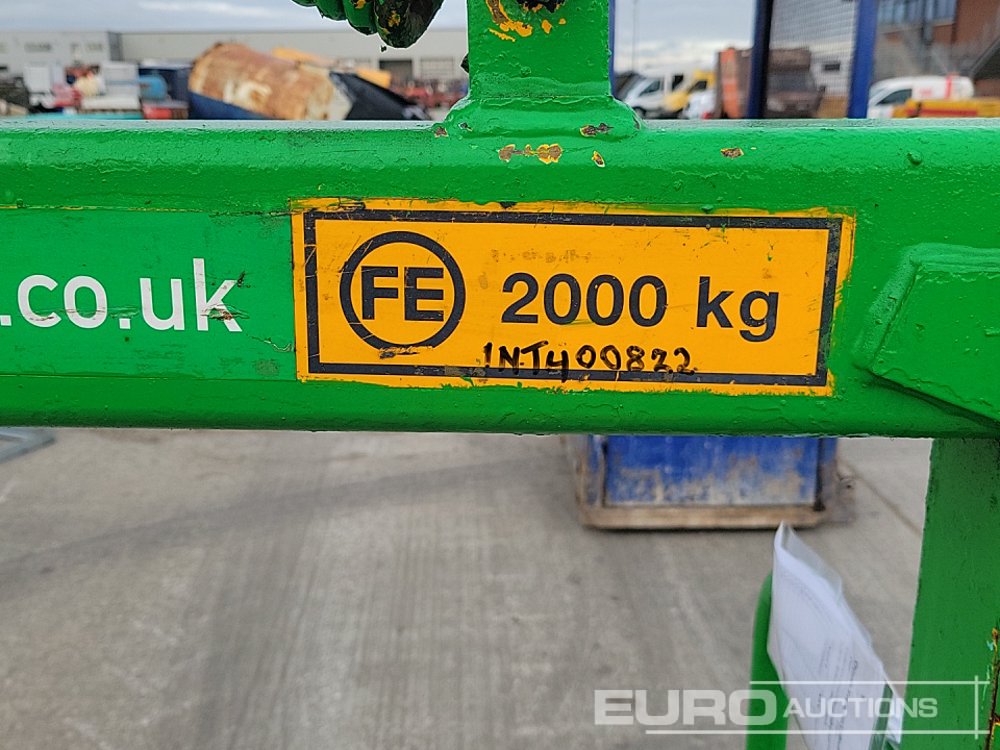 .co.uk
FE 2000 kg
INT400822
EURO AUCTIONS